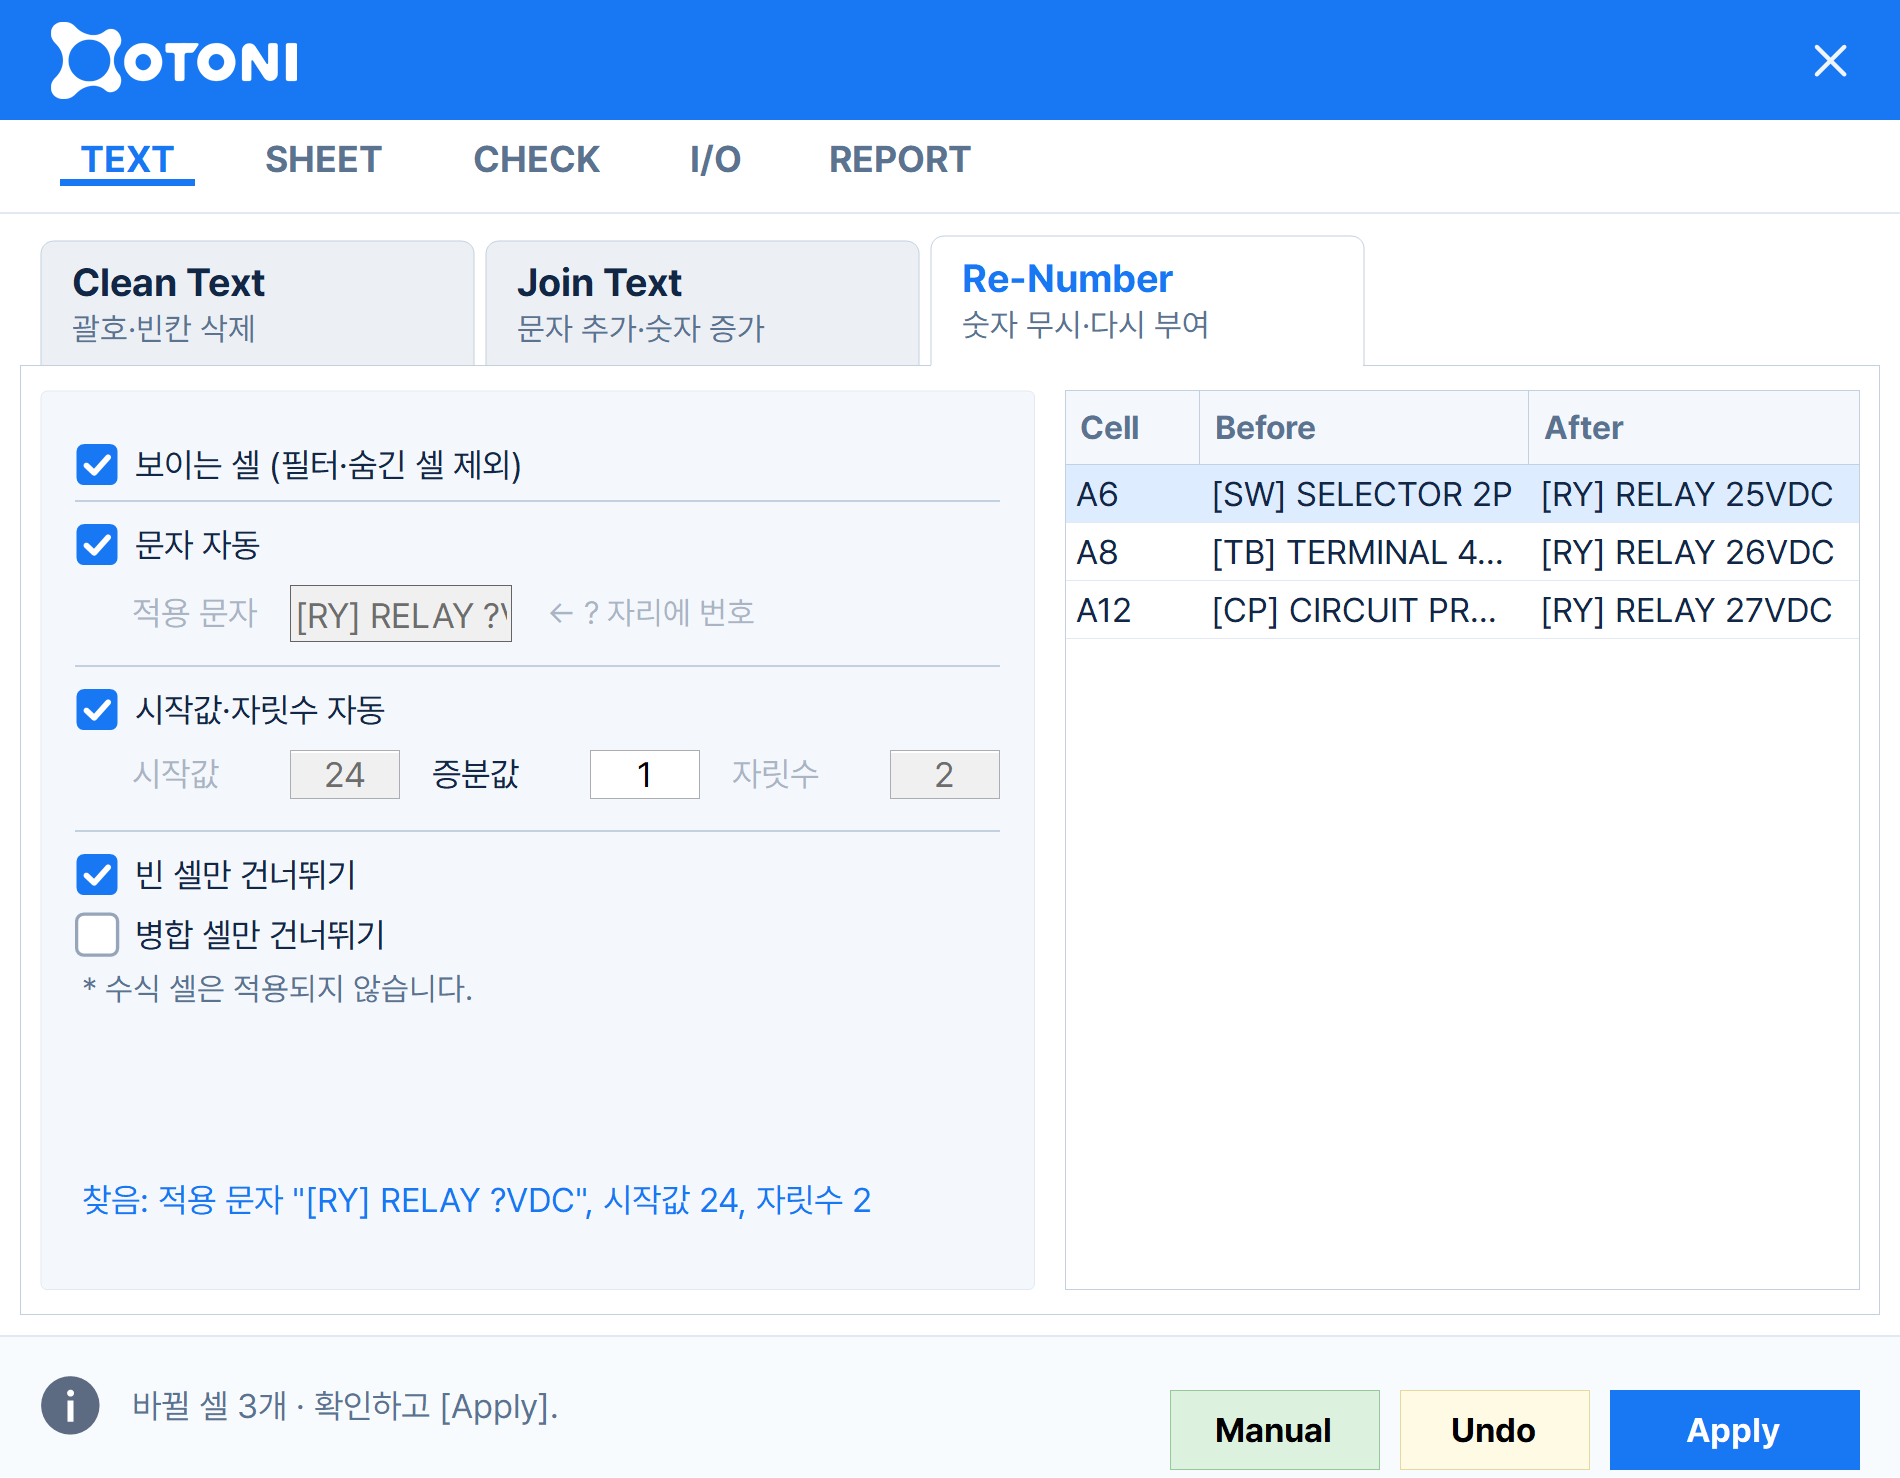 OTONI
TEXT SHEET CHECK I/O REPORT
Clean Text
괄호·빈칸 삭제
Join Text
문자 추가·숫자 증가
Re-Number
숫자 무시·다시 부여
보이는 셀 (필터·숨긴 셀 제외)
문자 자동
적용 문자 [RY] RELAY ?V ← ? 자리에 번호
시작값·자릿수 자동
시작값 24 증분값 1 자릿수 2
빈 셀만 건너뛰기
병합 셀만 건너뛰기
* 수식 셀은 적용되지 않습니다.
찾음: 적용 문자 "[RY] RELAY ?VDC", 시작값 24, 자릿수 2
Cell Before After
A6 [SW] SELECTOR 2P [RY] RELAY 25VDC
A8 [TB] TERMINAL 4... [RY] RELAY 26VDC
A12 [CP] CIRCUIT PR... [RY] RELAY 27VDC
바뀔 셀 3개 · 확인하고 [Apply].
Manual Undo Apply